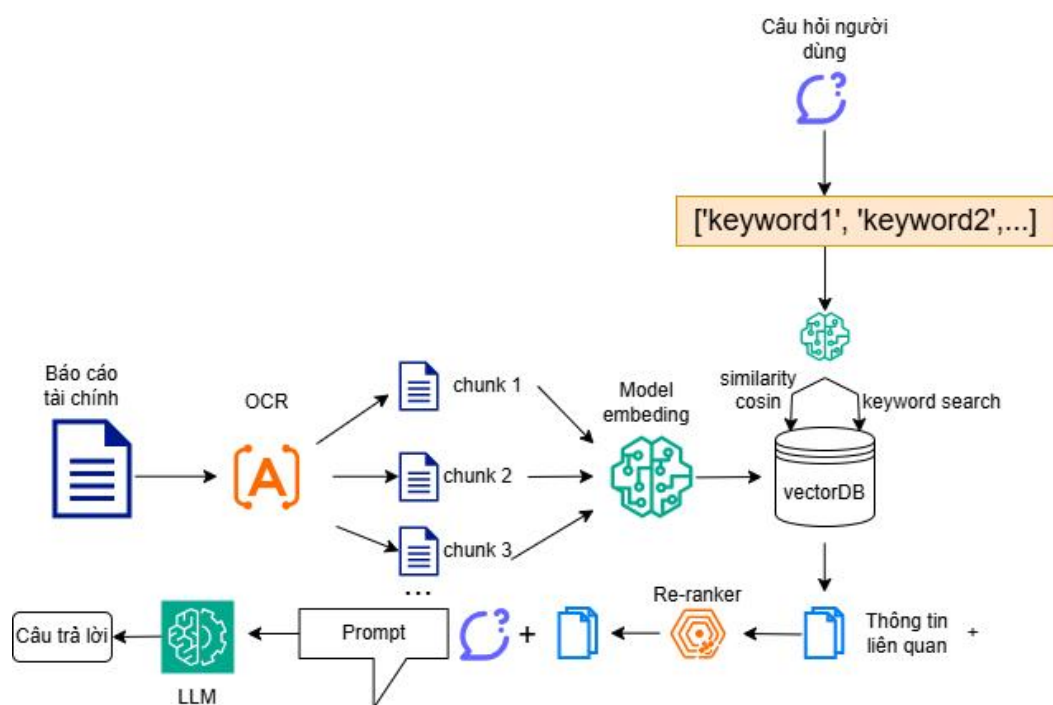 Câu hỏi người
dùng
['keyword1', 'keyword2',...]
similarity
cosin
keyword search
Báo cáo
tài chính
OCR
chunk 1
chunk 2
chunk 3
...
Model
embeding
vectorDB
Câu trả lời
LLM
Prompt
+
Re-ranker
Thông tin
liên quan
+